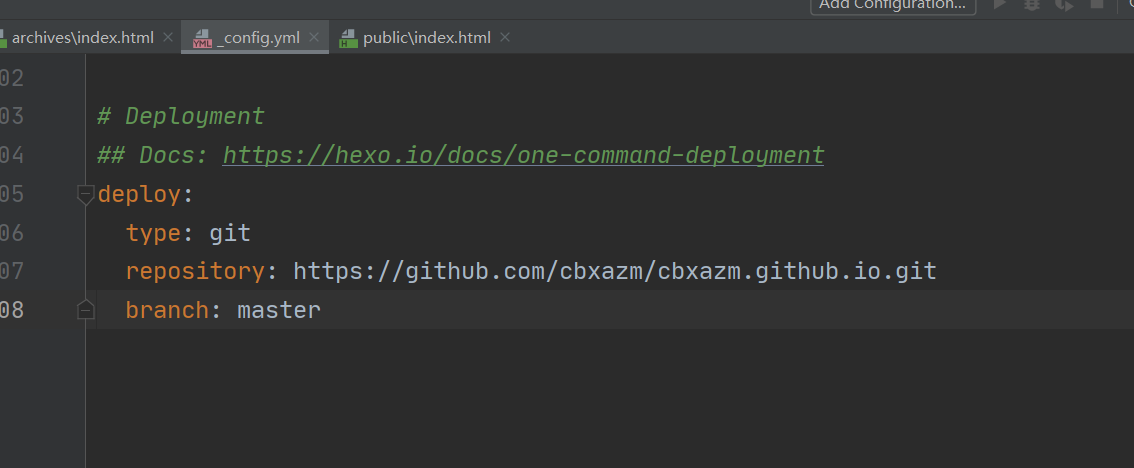 Add Configuration...
archives\index.html
_config.yml
public\index.html
02
03 # Deployment
04 ## Docs: https://hexo.io/docs/one-command-deployment
05 deploy:
06 type: git
07 repository: https://github.com/cbxazm/cbxazm.github.io.git
08 branch: master
YML
H